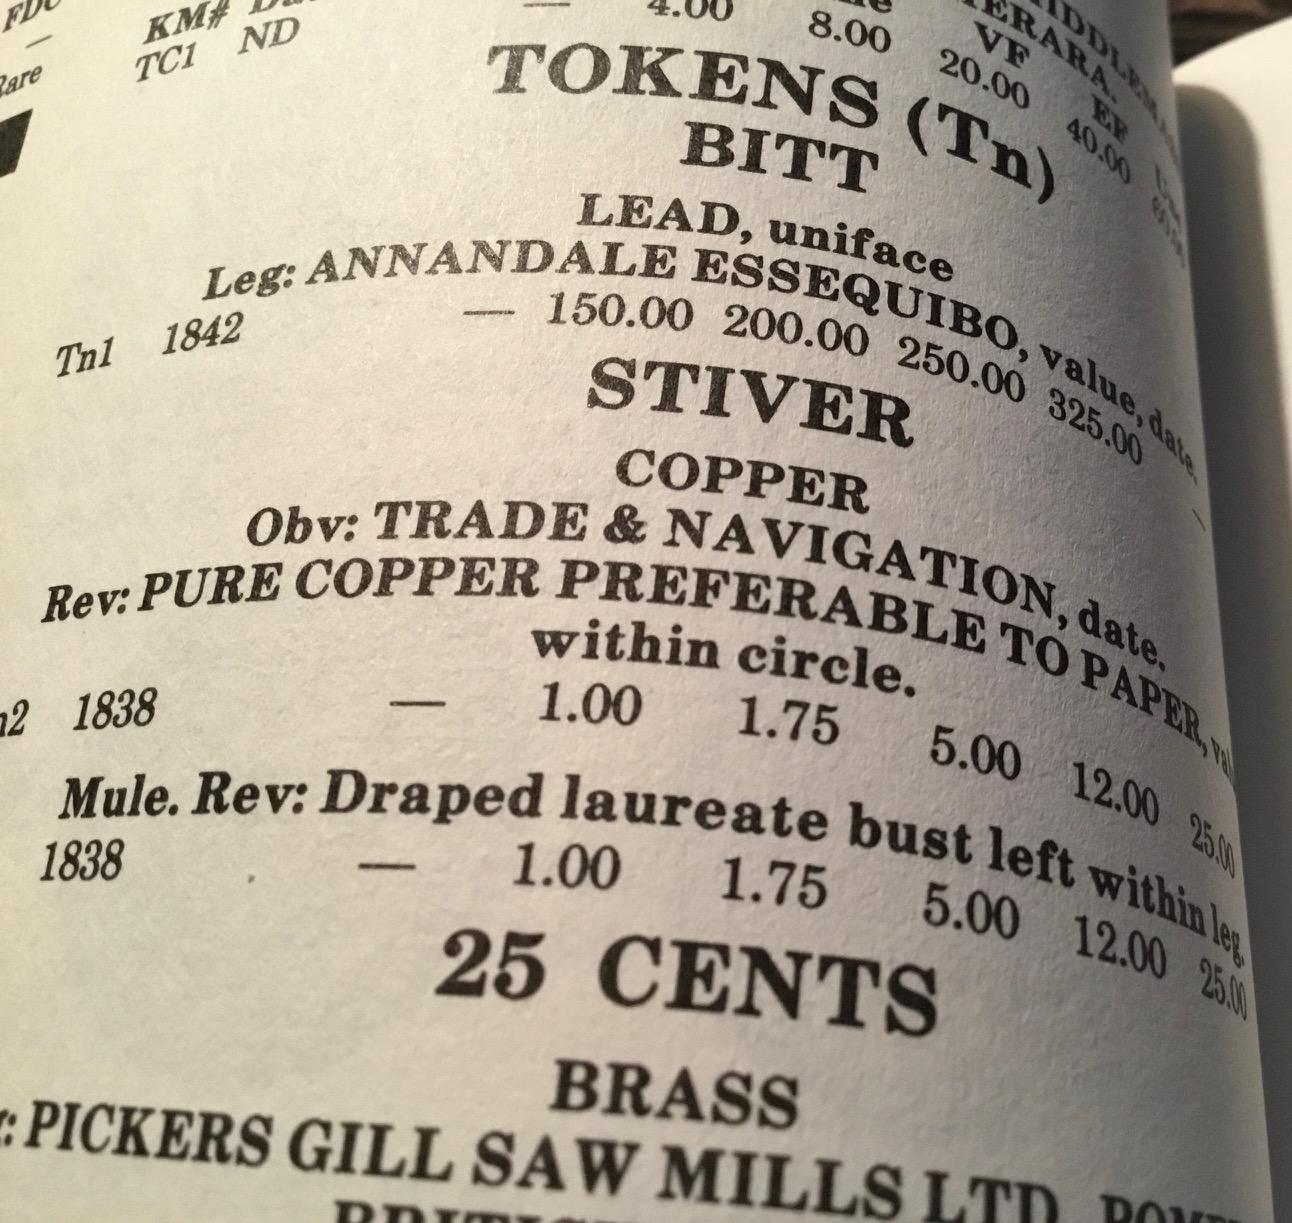 FDC
—
Rare
KM#
TC1 ND — 4.00 8.00 20.00 40.00
VF EF
TOKENS (Tn)
BITT
LEAD, uniface
Leg: ANNANDALE ESSEQUIBO, value, date.
Tn1 1842 — 150.00 200.00 250.00 325.00 —
STIVER
COPPER
Obv: TRADE & NAVIGATION, date.
Rev: PURE COPPER PREFERABLE TO PAPER,
within circle.
n2 1838 — 1.00 1.75 5.00 12.00 25.00
Mule. Rev: Draped laureate bust left within leg.
1838 — 1.00 1.75 5.00 12.00 25.00
25 CENTS
BRASS
: PICKERS GILL SAW MILLS LTD